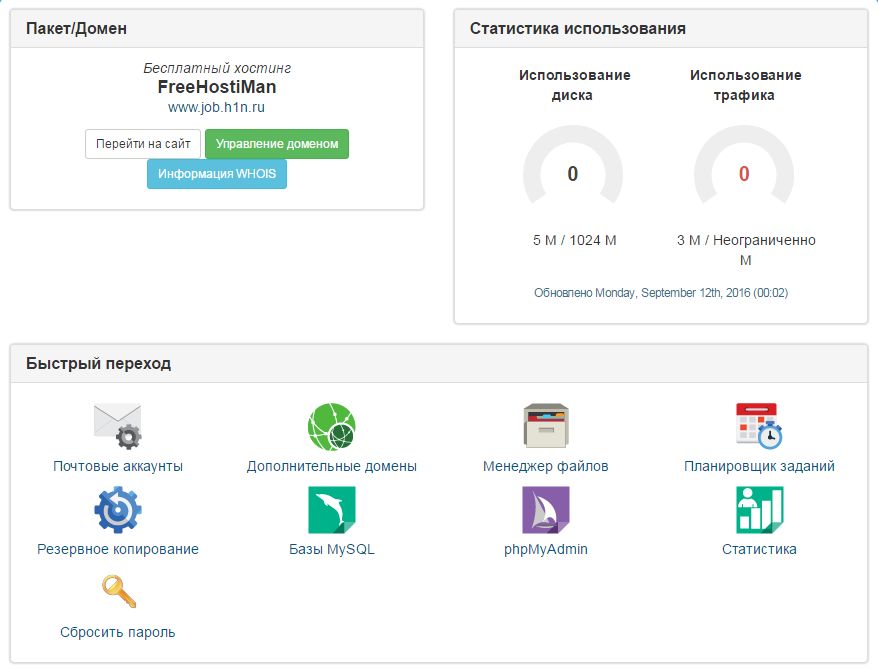 Пакет/Домен
Бесплатный хостинг
FreeHostiMan
www.job.h1n.ru
Перейти на сайт
Управление доменом
Информация WHOIS
Статистика использования
Использование
диска
Использование
трафика
0
0
5 М / 1024 М
3 М / Неограниченно
М
Обновлено Monday, September 12th, 2016 (00:02)
Быстрый переход
Почтовые аккаунты
Дополнительные домены
Менеджер файлов
Планировщик заданий
Резервное копирование
Базы MySQL
phpMyAdmin
Статистика
Сбросить пароль